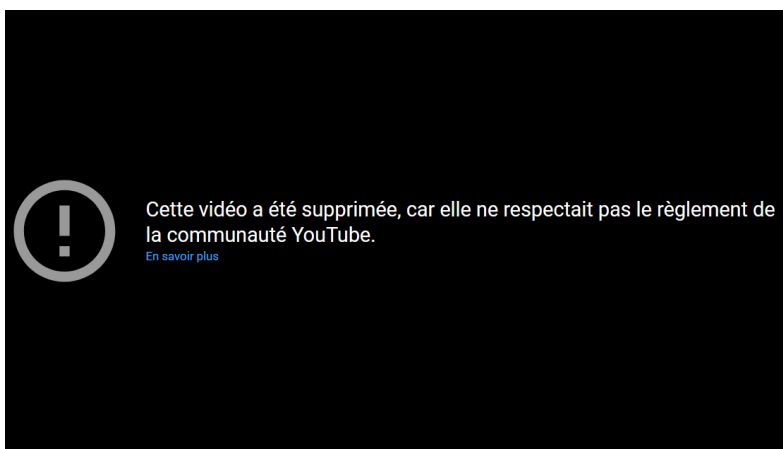 Cette vidéo a été supprimée, car elle ne respectait pas le règlement de
la communauté YouTube.
En savoir plus